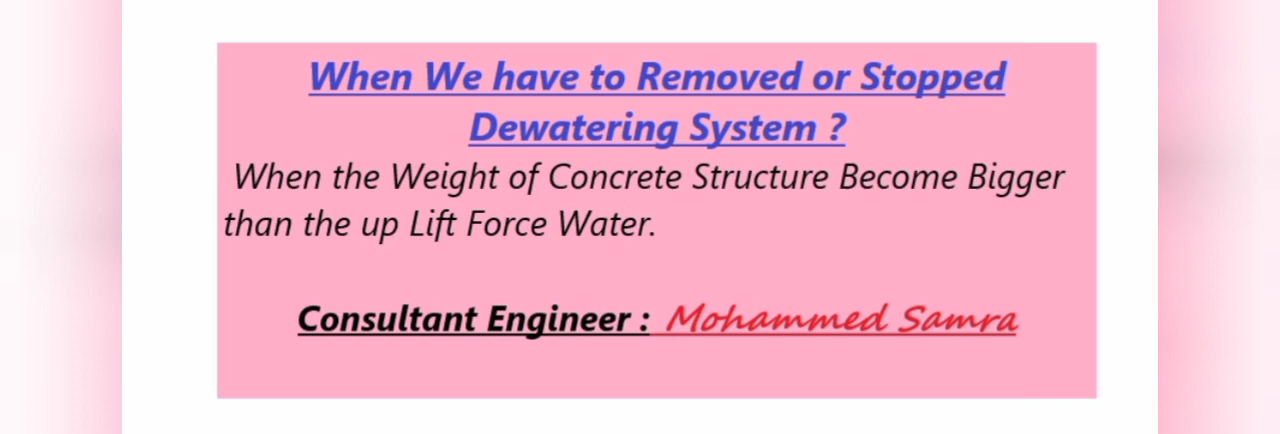 When We have to Removed or Stopped
Dewatering System ?
When the Weight of Concrete Structure Become Bigger
than the up Lift Force Water.
Consultant Engineer : Mohammed Samra